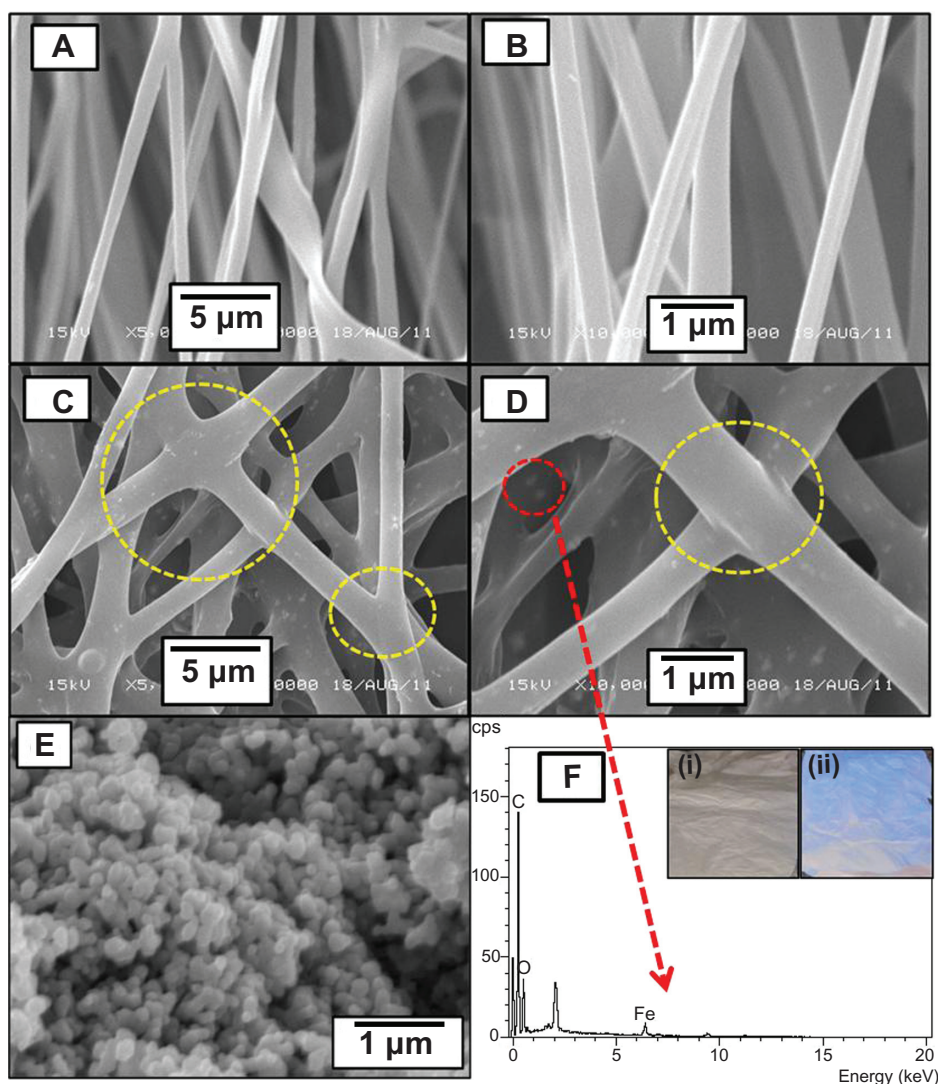 A
5 μm
15kV X5,0 0000 18/AUG/11
B
1 μm
15kV X10,0 000 18/AUG/11
C
5 μm
15kV X5, 0000 18/AUG/11
D
1 μm
15kV X10,00 0000 18/AUG/11
E
1 μm
F
(i)
(ii)
cps
150
100
50
0
C
O
Fe
0 5 10 15 20
Energy (keV)